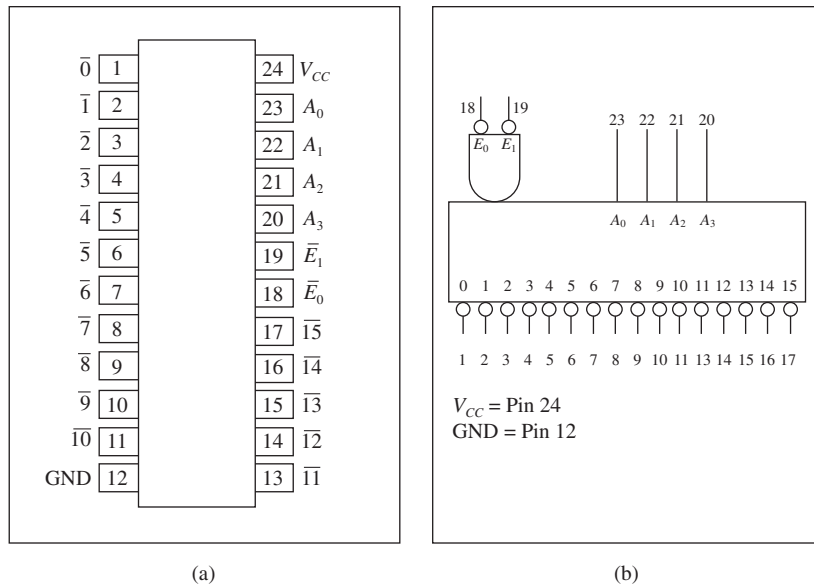 0̅ 1 24 V_CC
1̅ 2 23 A₀
2̅ 3 22 A₁
3̅ 4 21 A₂
4̅ 5 20 A₃
5̅ 6 19 E̅₁
6̅ 7 18 E̅₀
7̅ 8 17 1̅5̅
8̅ 9 16 1̅4̅
9̅ 10 15 1̅3̅
1̅0̅ 11 14 1̅2̅
GND 12 13 1̅1̅
(a)
18 19
E₀ E₁
23 22 21 20
A₀ A₁ A₂ A₃
0 1 2 3 4 5 6 7 8 9 10 11 12 13 14 15
1 2 3 4 5 6 7 8 9 10 11 13 14 15 16 17
V_CC = Pin 24
GND = Pin 12
(b)